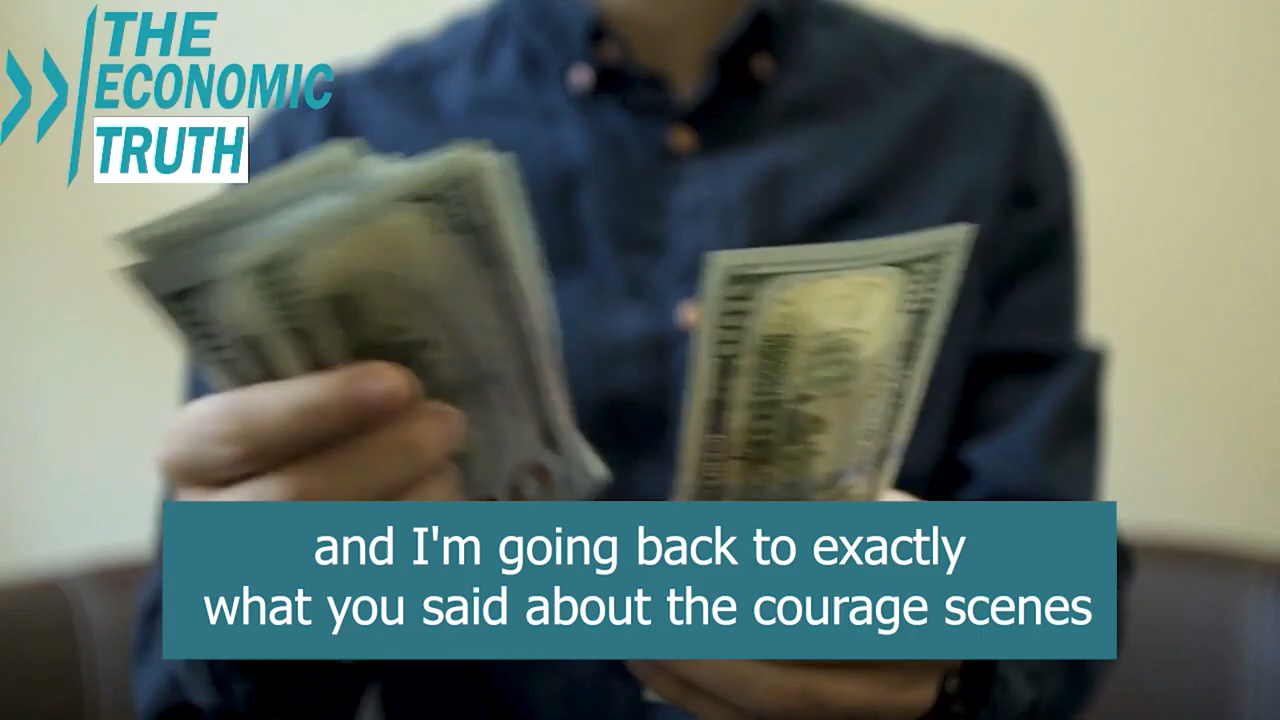 THE
ECONOMIC
TRUTH
and I'm going back to exactly
what you said about the courage scenes